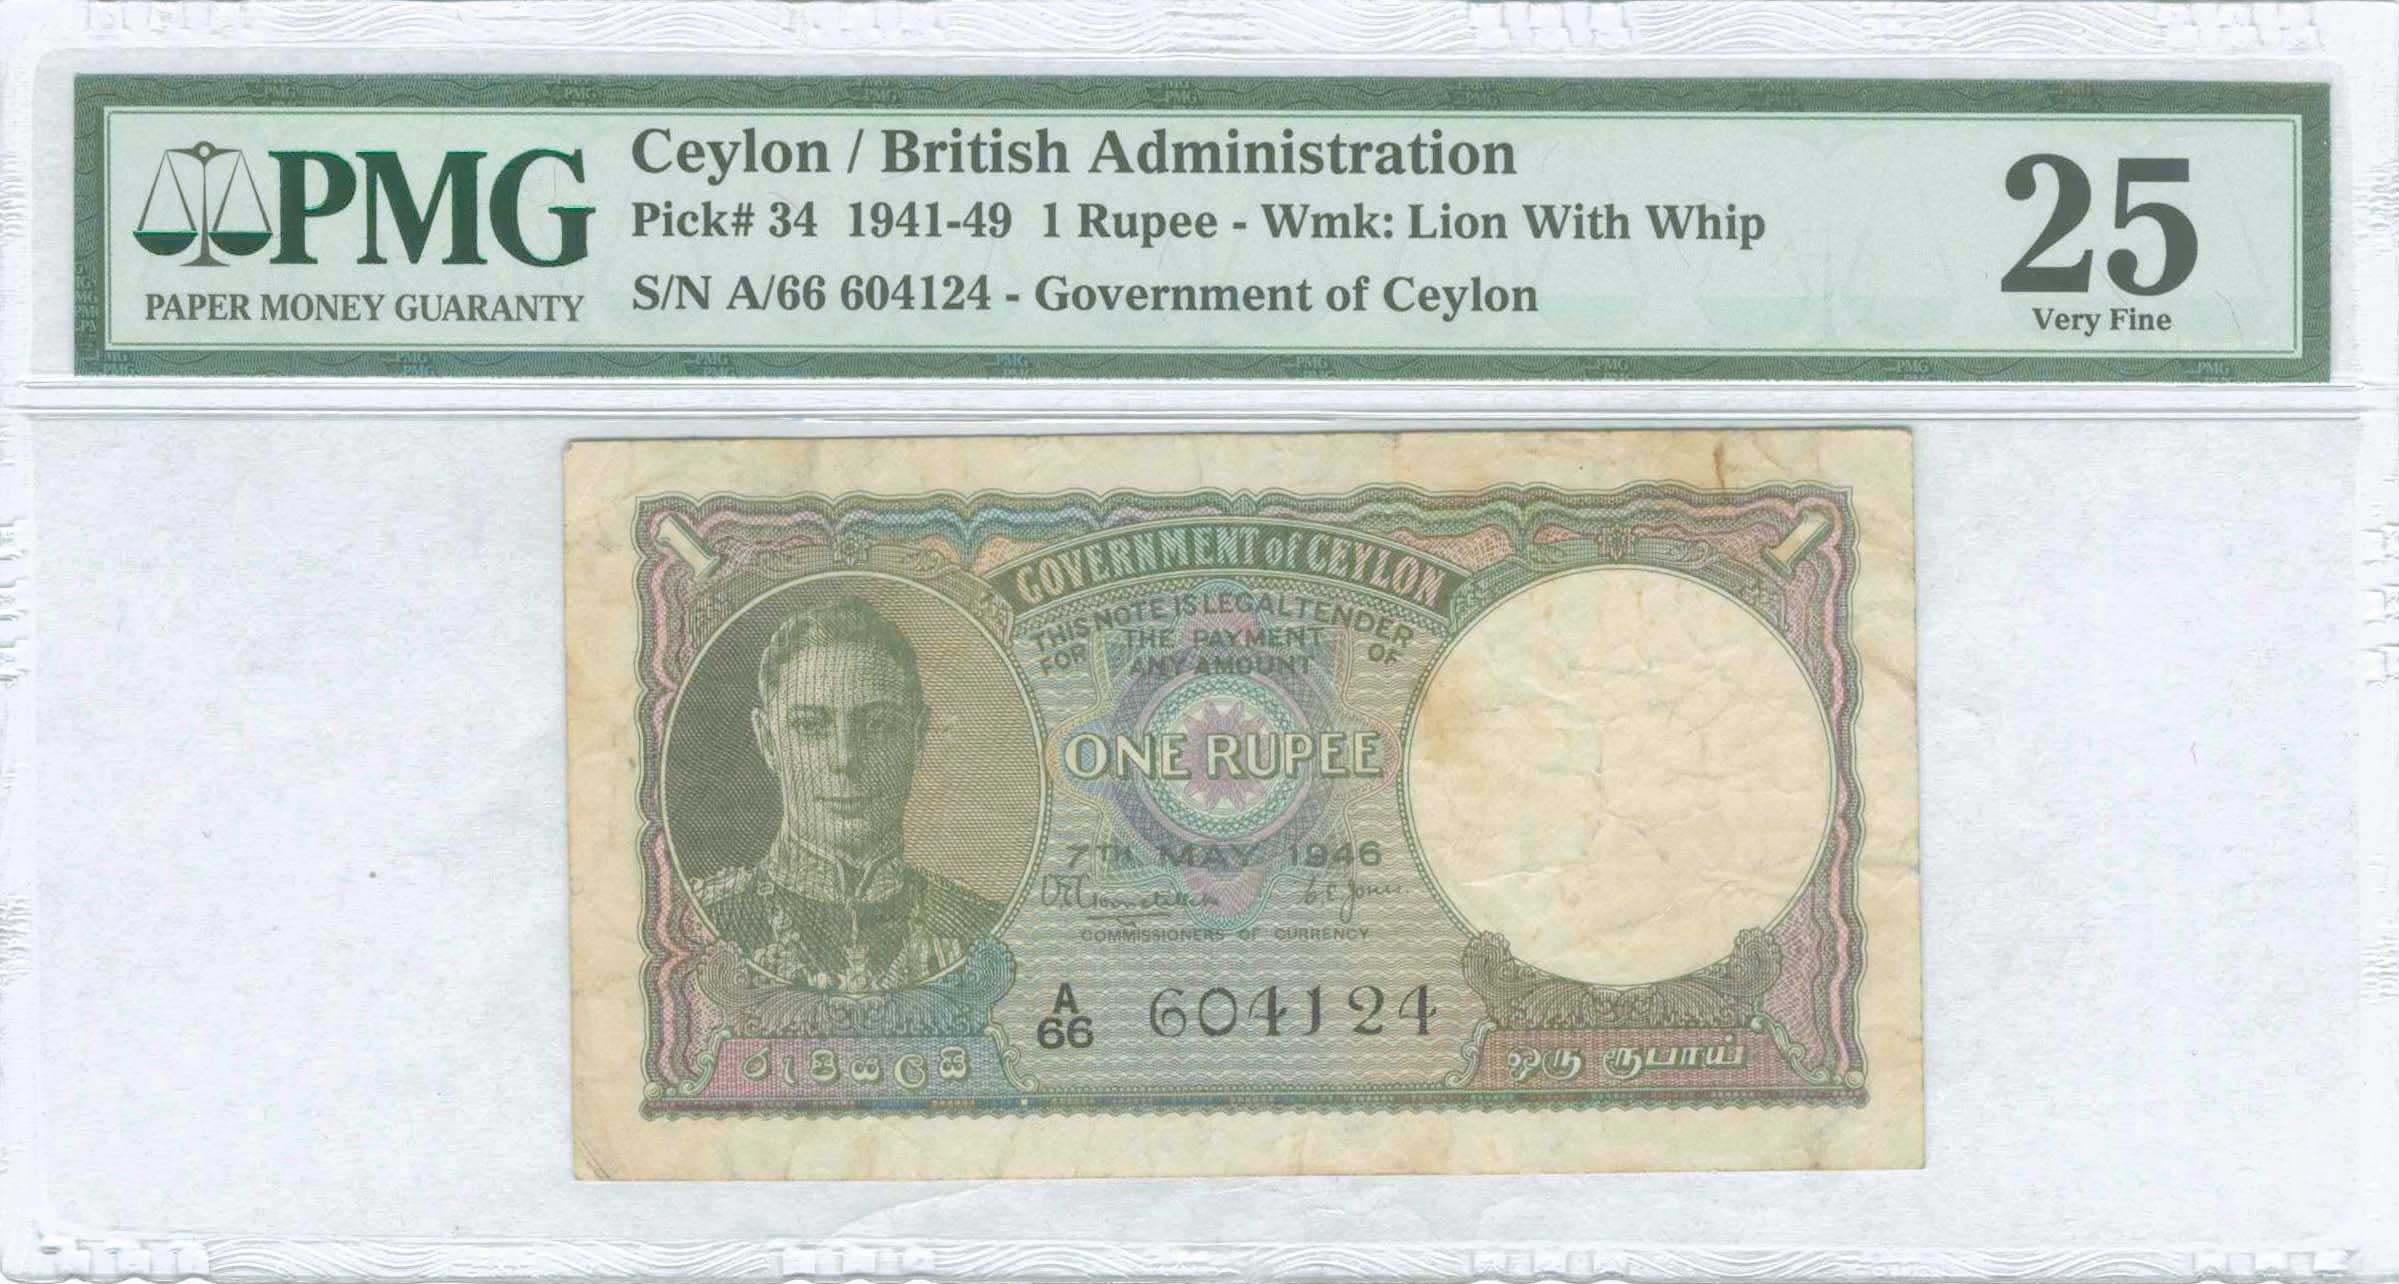 PMG
PAPER MONEY GUARANTY
Ceylon / British Administration
Pick# 34 1941-49 1 Rupee - Wmk: Lion With Whip
S/N A/66 604124 - Government of Ceylon
25
Very Fine
1
1
GOVERNMENT of CEYLON
THIS NOTE IS LEGAL TENDER
FOR THE PAYMENT OF
ANY AMOUNT
ONE RUPEE
7TH MAY 1946
C.E. Jones
COMMISSIONERS OF CURRENCY
A/66 604124
රුපියලයි
ஒரு ரூபாய்